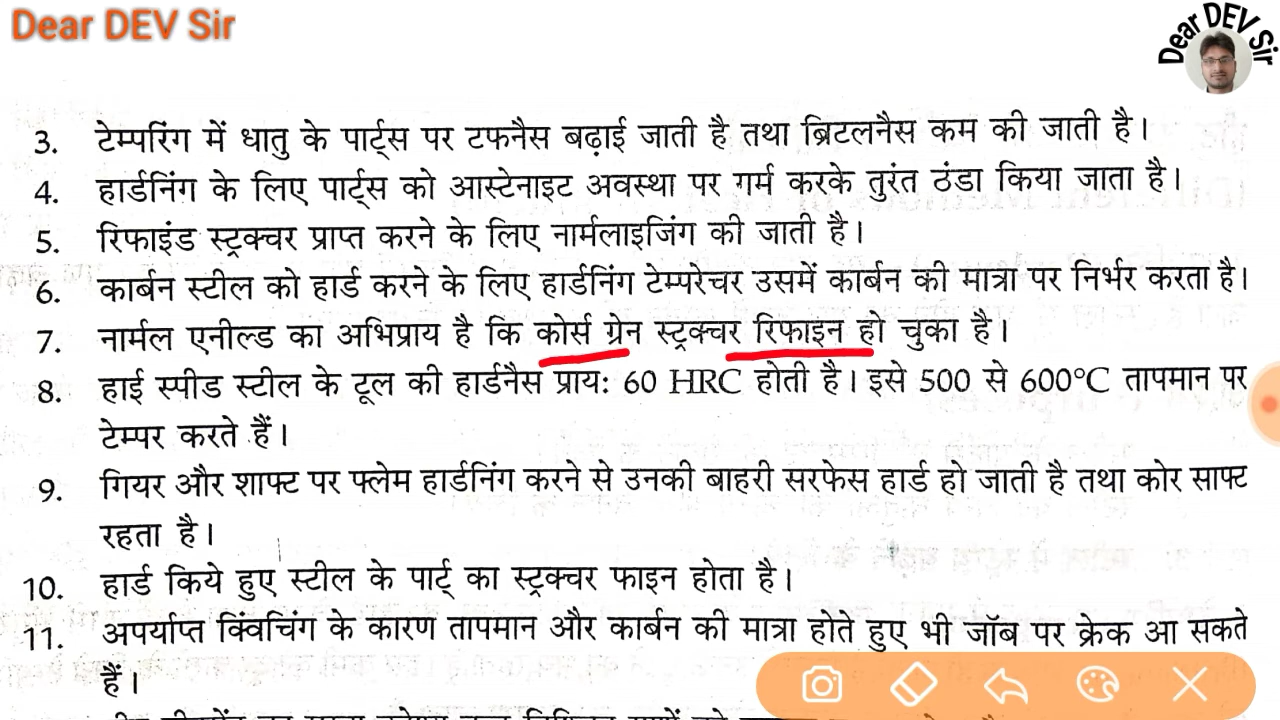 Dear DEV Sir
Dear DEV Sir
3. टेम्परिंग में धातु के पार्ट्स पर टफनैस बढ़ाई जाती है तथा ब्रिटलनैस कम की जाती है।
4. हार्डनिंग के लिए पार्ट्स को आस्टेनाइट अवस्था पर गर्म करके तुरंत ठंडा किया जाता है।
5. रिफाइंड स्ट्रक्चर प्राप्त करने के लिए नार्मलाइजिंग की जाती है।
6. कार्बन स्टील को हार्ड करने के लिए हार्डनिंग टेम्परेचर उसमें कार्बन की मात्रा पर निर्भर करता है।
7. नार्मल एनील्ड का अभिप्राय है कि कोर्स ग्रेन स्ट्रक्चर रिफाइन हो चुका है।
8. हाई स्पीड स्टील के टूल की हार्डनैस प्राय: 60 HRC होती है। इसे 500 से 600°C तापमान पर
टेम्पर करते हैं।
9. गियर और शाफ्ट पर फ्लेम हार्डनिंग करने से उनकी बाहरी सरफेस हार्ड हो जाती है तथा कोर साफ्ट
रहता है।
10. हार्ड किये हुए स्टील के पार्ट् का स्ट्रक्चर फाइन होता है।
11. अपर्याप्त क्विंचिंग के कारण तापमान और कार्बन की मात्रा होते हुए भी जॉब पर क्रेक आ सकते
हैं।